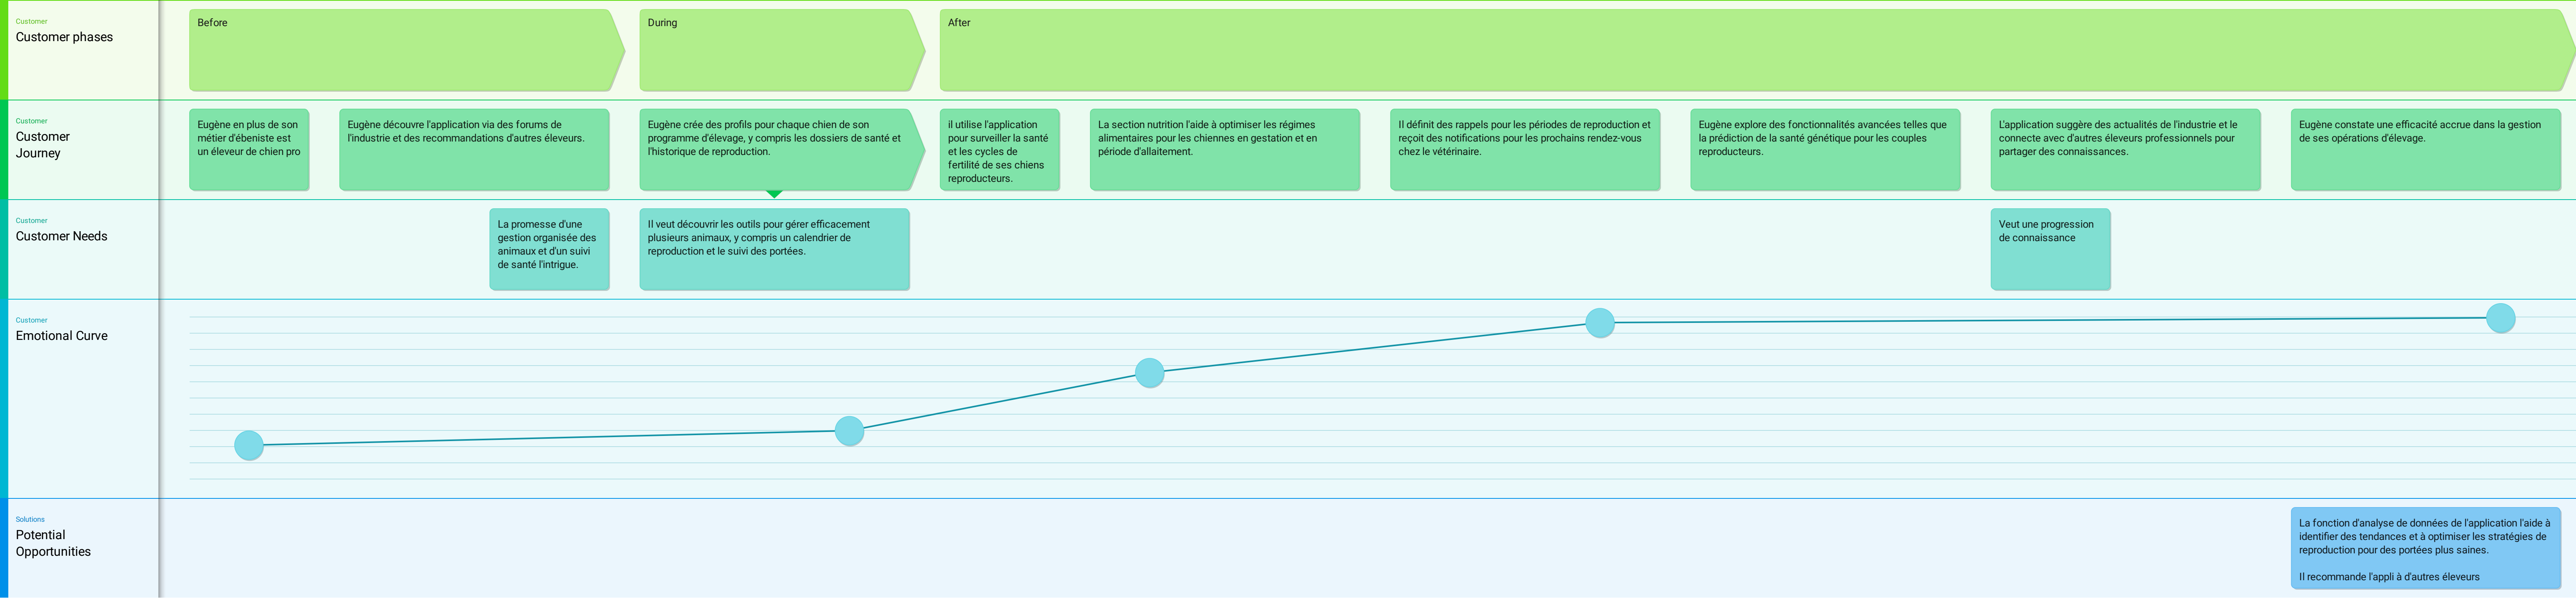 Customer
Customer phases
Before
During
After
Customer
Customer
Journey
Eugène en plus de son
métier d'ébeniste est
un éleveur de chien pro
Eugène découvre l'application via des forums de
l'industrie et des recommandations d'autres éleveurs.
Eugène crée des profils pour chaque chien de son
programme d'élevage, y compris les dossiers de santé et
l'historique de reproduction.
il utilise l'application
pour surveiller la santé
et les cycles de
fertilité de ses chiens
reproducteurs.
La section nutrition l'aide à optimiser les régimes
alimentaires pour les chiennes en gestation et en
période d'allaitement.
Il définit des rappels pour les périodes de reproduction et
reçoit des notifications pour les prochains rendez-vous
chez le vétérinaire.
Eugène explore des fonctionnalités avancées telles que
la prédiction de la santé génétique pour les couples
reproducteurs.
L'application suggère des actualités de l'industrie et le
connecte avec d'autres éleveurs professionnels pour
partager des connaissances.
Eugène constate une efficacité accrue dans la gestion
de ses opérations d'élevage.
Customer
Customer Needs
La promesse d'une
gestion organisée des
animaux et d'un suivi
de santé l'intrigue.
Il veut découvrir les outils pour gérer efficacement
plusieurs animaux, y compris un calendrier de
reproduction et le suivi des portées.
Veut une progression
de connaissance
Customer
Emotional Curve
Solutions
Potential
Opportunities
La fonction d'analyse de données de l'application l'aide à
identifier des tendances et à optimiser les stratégies de
reproduction pour des portées plus saines.
Il recommande l'appli à d'autres éleveurs